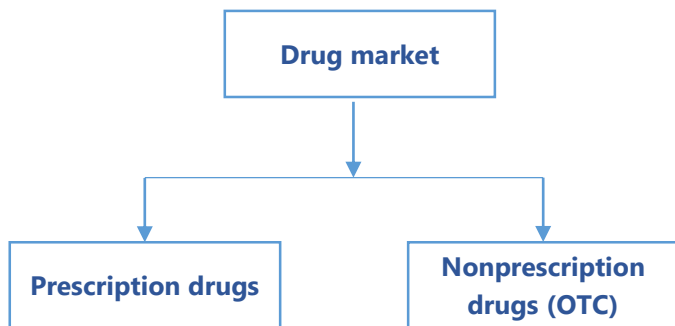 Drug market
Prescription drugs
Nonprescription
drugs (OTC)